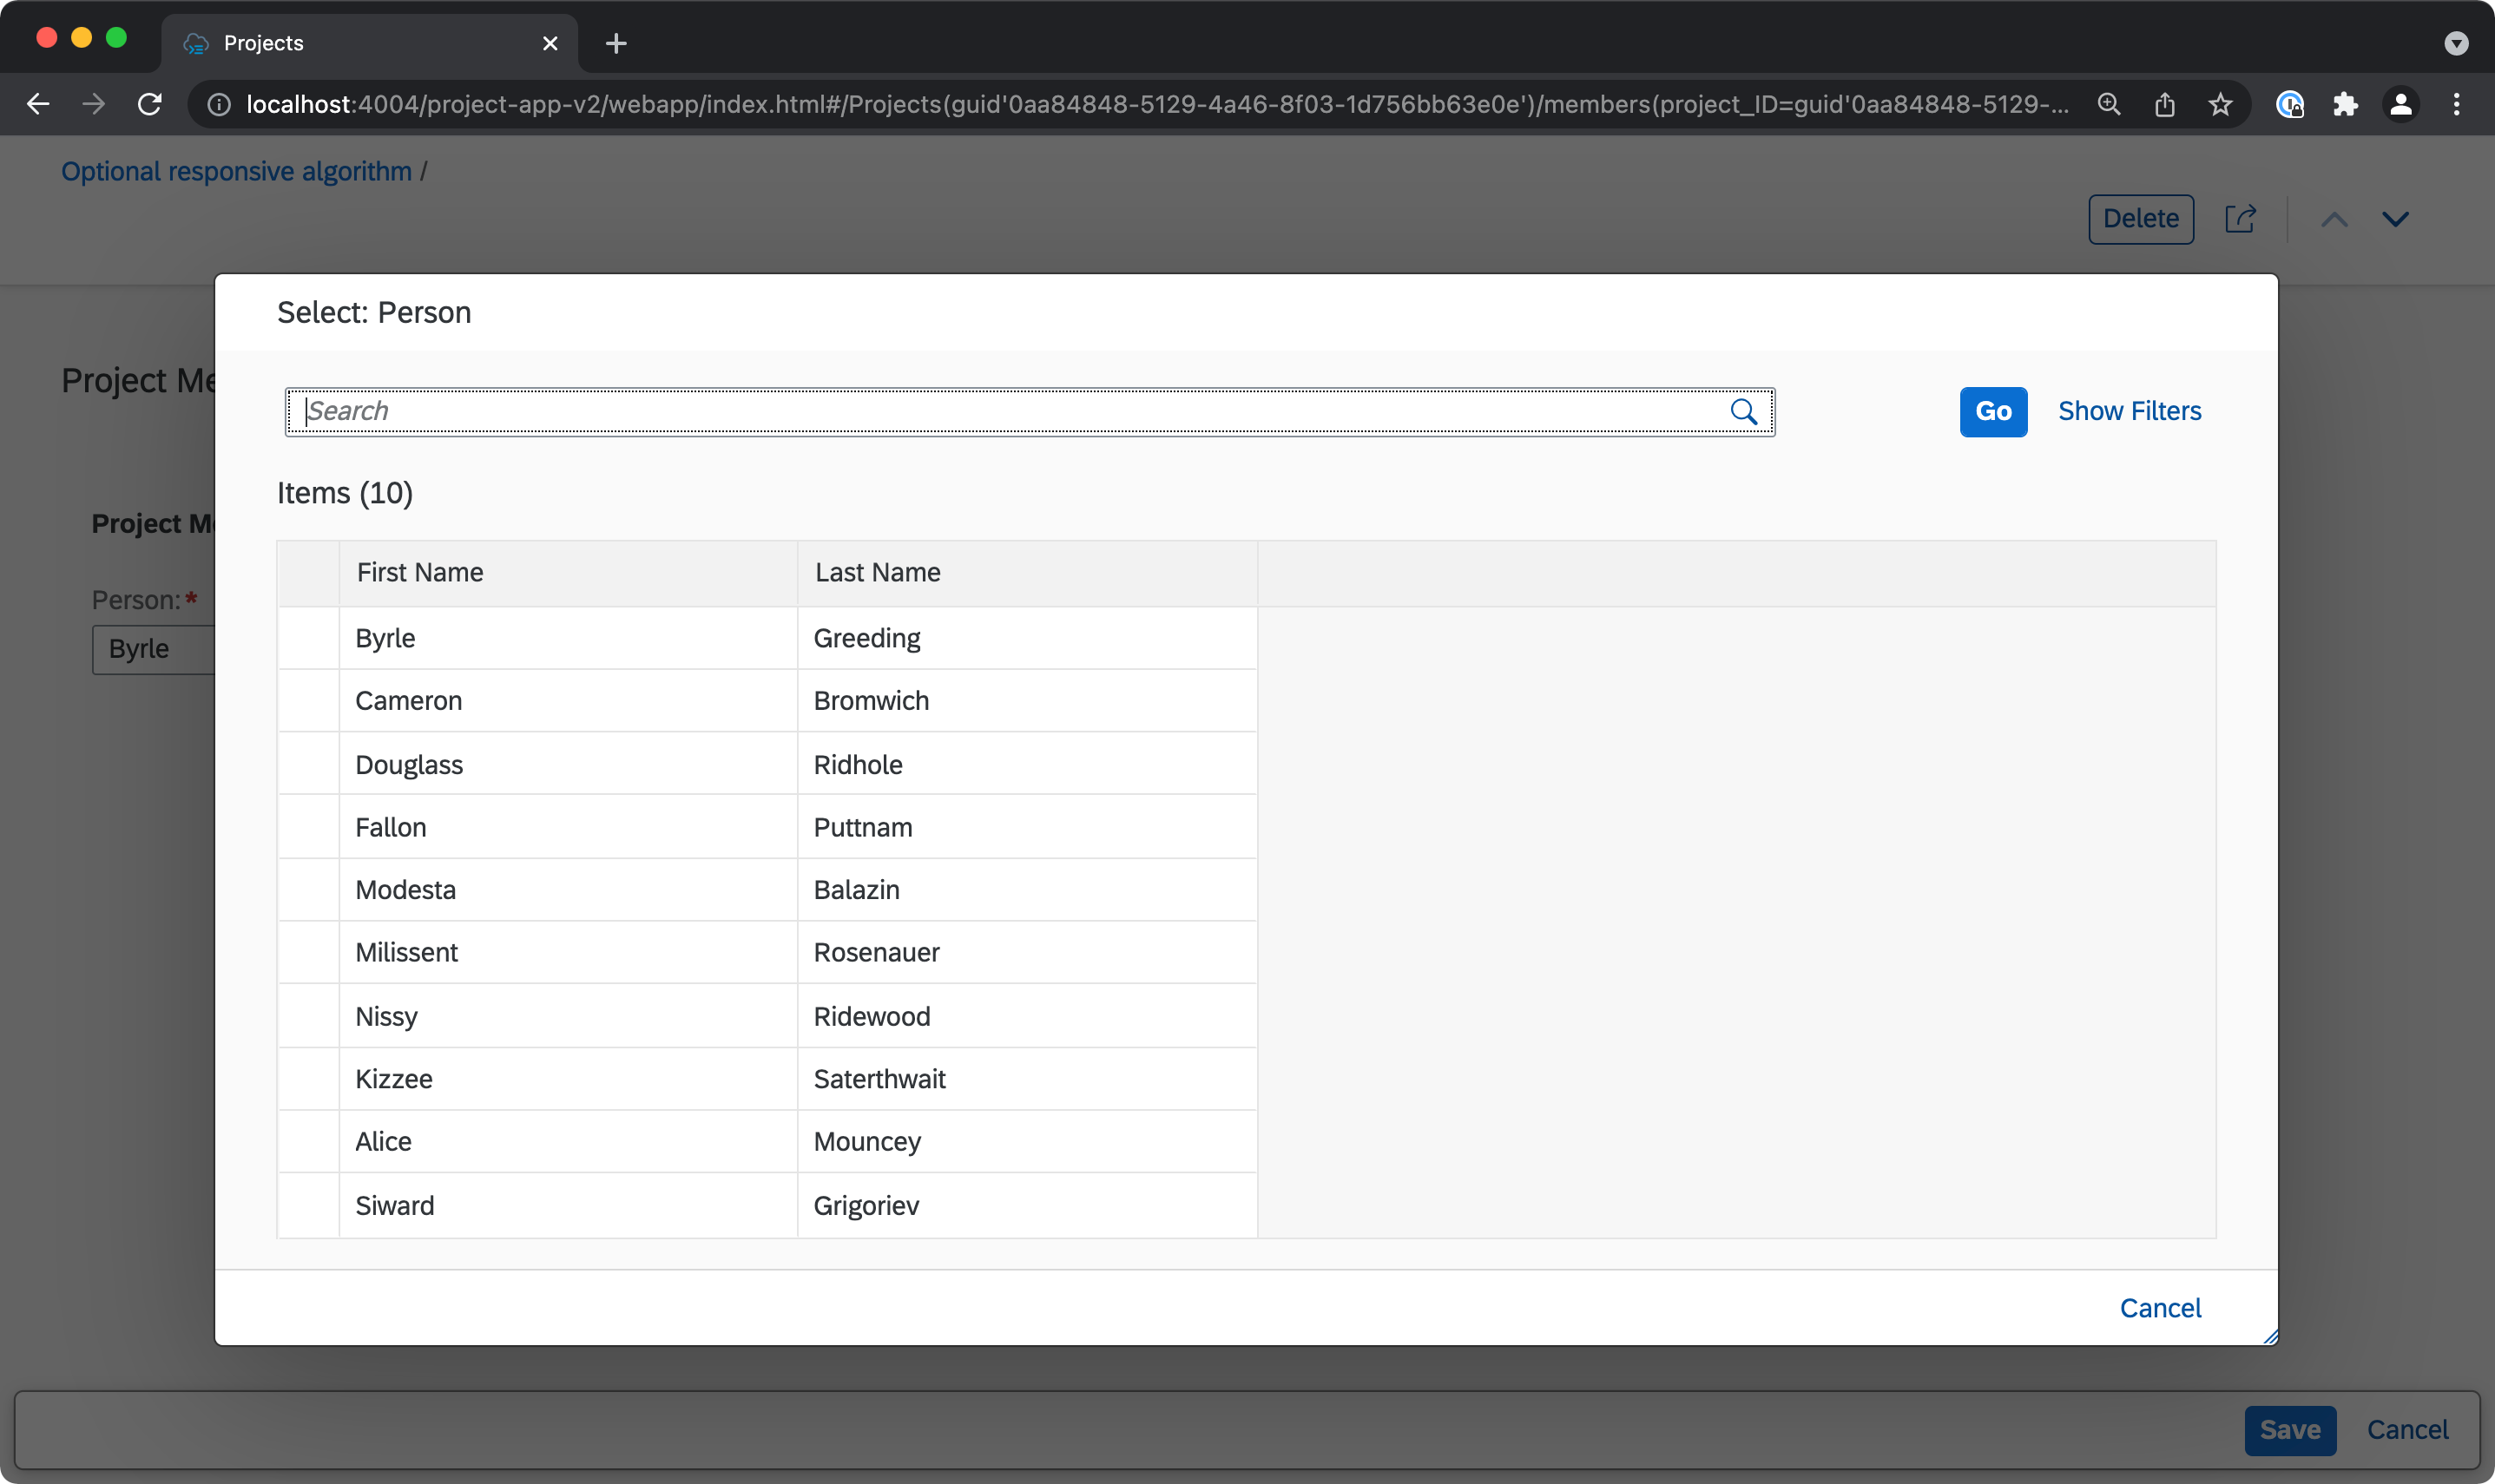 Projects
localhost:4004/project-app-v2/webapp/index.html#/Projects(guid'0aa84848-5129-4a46-8f03-1d756bb63e0e')/members(project_ID=guid'0aa84848-5129-...
Optional responsive algorithm /
Delete
Select: Person
Project Me
Search
Go Show Filters
Items (10)
Project Me
First Name Last Name
Person:*
Byrle Greeding
Byrle
Cameron Bromwich
Douglass Ridhole
Fallon Puttnam
Modesta Balazin
Milissent Rosenauer
Nissy Ridewood
Kizzee Saterthwait
Alice Mouncey
Siward Grigoriev
Cancel
Save Cancel